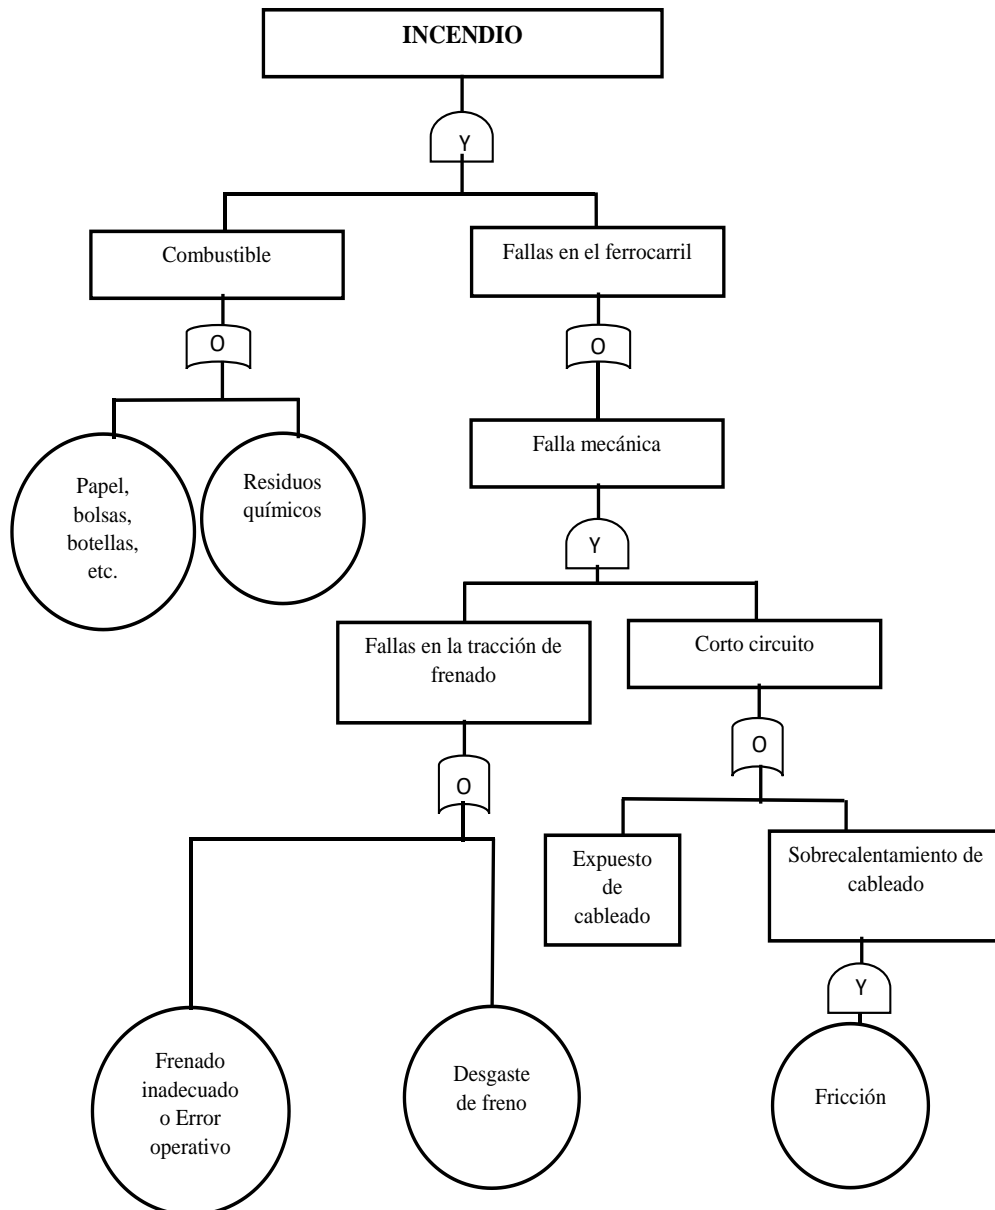 INCENDIO
Y
Combustible
Fallas en el ferrocarril
O
O
Falla mecánica
Papel,
bolsas,
botellas,
etc.
Residuos
químicos
Y
Fallas en la tracción de
frenado
Corto circuito
O
O
Expuesto
de
cableado
Sobrecalentamiento de
cableado
Y
Frenado
inadecuado
o Error
operativo
Desgaste
de freno
Fricción